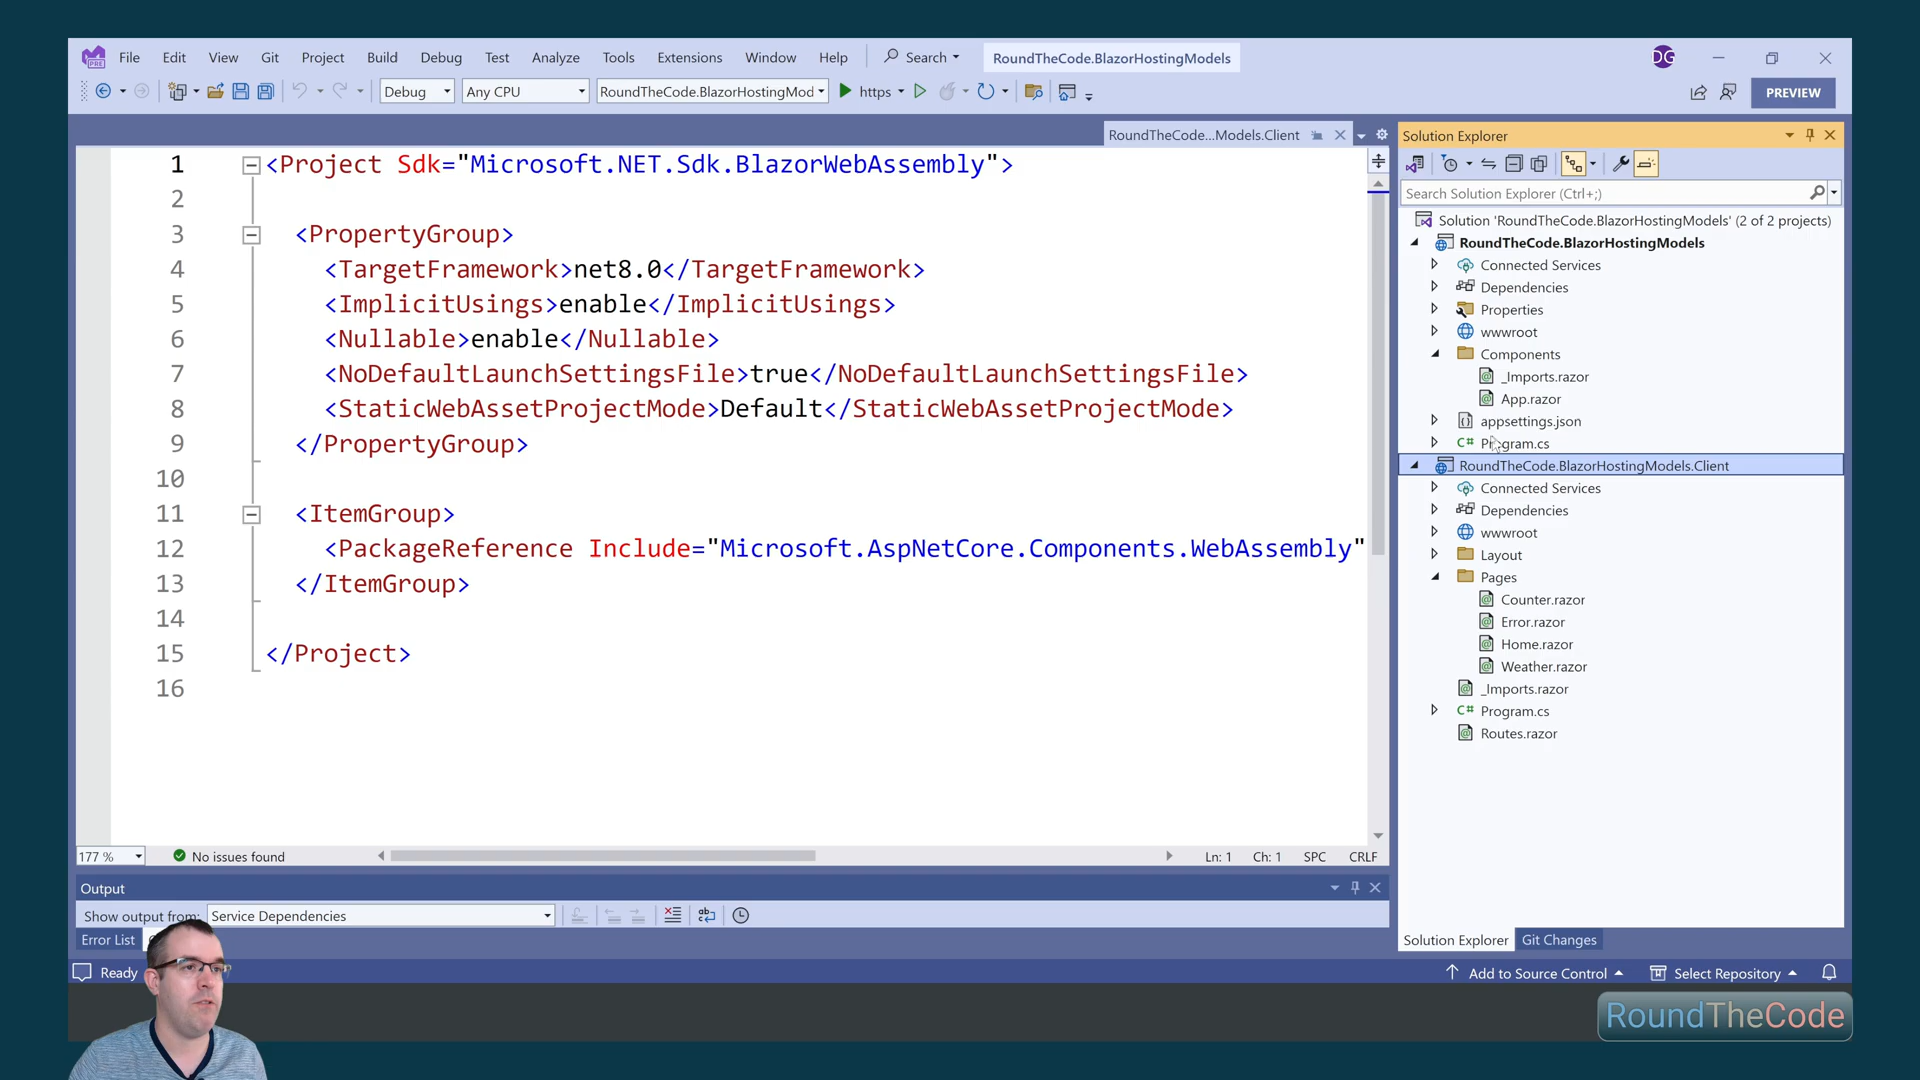 File Edit View Git Project Build Debug Test Analyze Tools Extensions Window Help Search RoundTheCode.BlazorHostingModels DG
PRE
Debug Any CPU RoundTheCode.BlazorHostingMod https PREVIEW
RoundTheCode...Models.Client
Solution Explorer
Search Solution Explorer (Ctrl+;)
1 <Project Sdk="Microsoft.NET.Sdk.BlazorWebAssembly">
2
3 <PropertyGroup>
4 <TargetFramework>net8.0</TargetFramework>
5 <ImplicitUsings>enable</ImplicitUsings>
6 <Nullable>enable</Nullable>
7 <NoDefaultLaunchSettingsFile>true</NoDefaultLaunchSettingsFile>
8 <StaticWebAssetProjectMode>Default</StaticWebAssetProjectMode>
9 </PropertyGroup>
10
11 <ItemGroup>
12 <PackageReference Include="Microsoft.AspNetCore.Components.WebAssembly"
13 </ItemGroup>
14
15 </Project>
16
Solution 'RoundTheCode.BlazorHostingModels' (2 of 2 projects)
RoundTheCode.BlazorHostingModels
Connected Services
Dependencies
Properties
wwwroot
Components
_Imports.razor
App.razor
appsettings.json
C# Program.cs
RoundTheCode.BlazorHostingModels.Client
Connected Services
Dependencies
wwwroot
Layout
Pages
Counter.razor
Error.razor
Home.razor
Weather.razor
_Imports.razor
C# Program.cs
Routes.razor
177 % No issues found Ln: 1 Ch: 1 SPC CRLF
Output
Show output from: Service Dependencies
Error List
Solution Explorer Git Changes
Ready Add to Source Control Select Repository
RoundTheCode